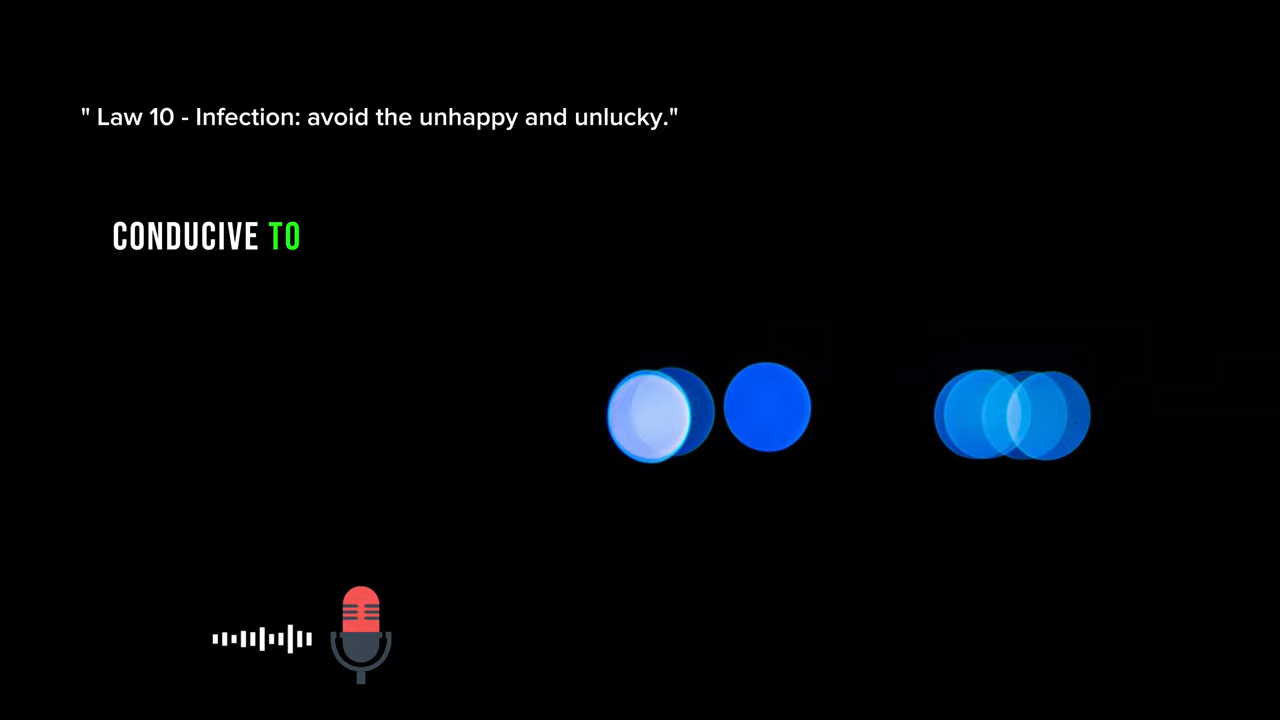 " Law 10 - Infection: avoid the unhappy and unlucky."
CONDUCIVE TO